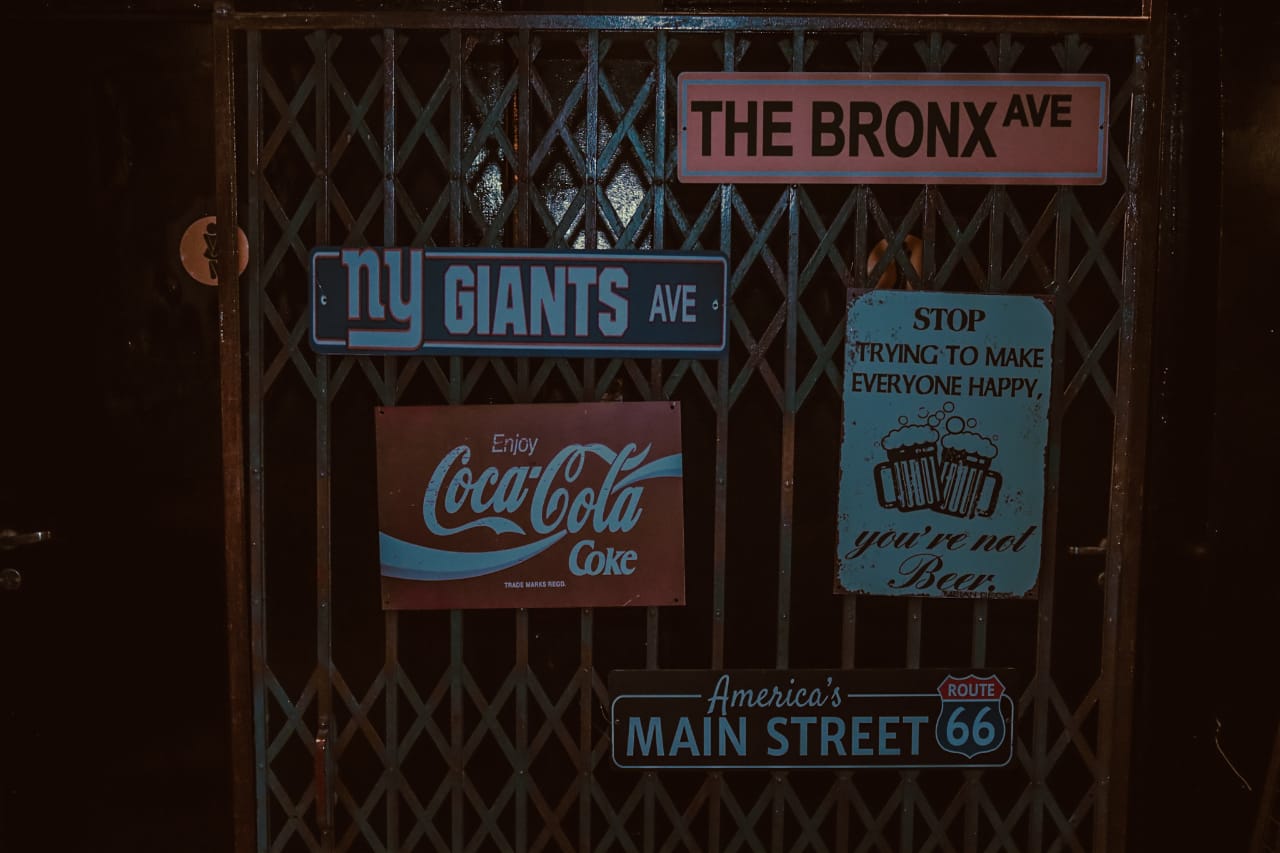 THE BRONX AVE
NY GIANTS AVE
STOP
TRYING TO MAKE
EVERYONE HAPPY,
you're not
Beer.
Enjoy
Coca-Cola
Coke
TRADE MARKS REGD.
America's
MAIN STREET
ROUTE
66